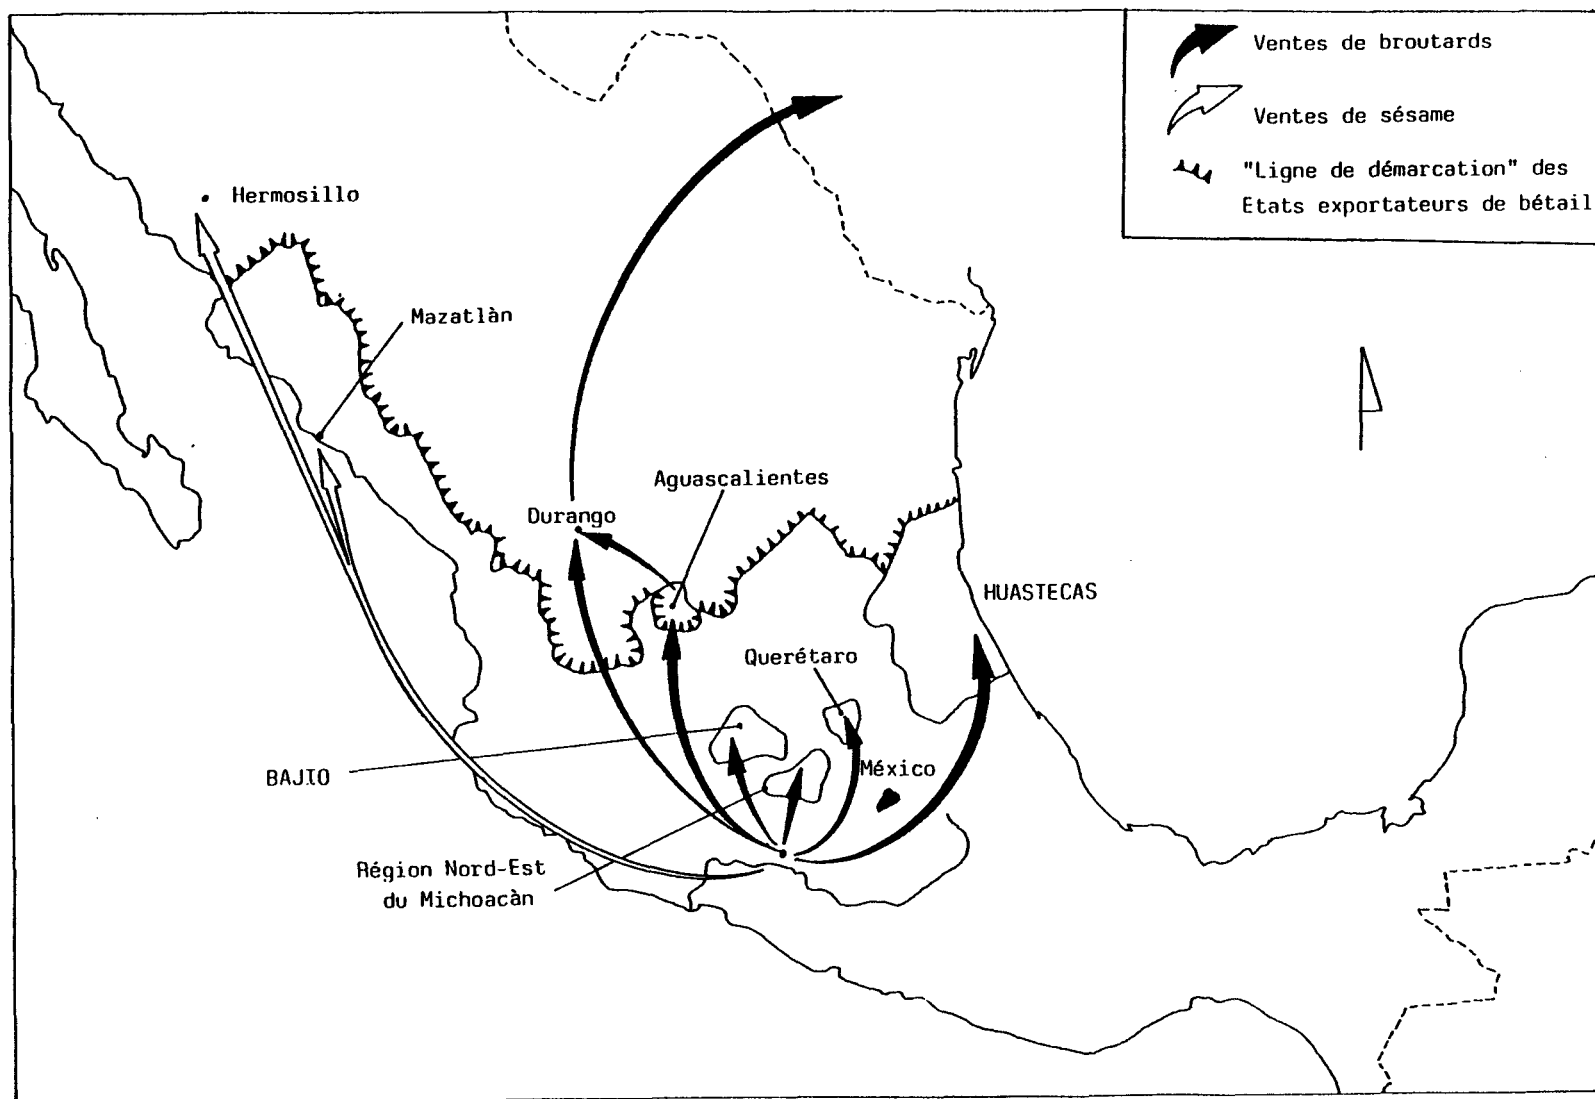 Ventes de broutards
Ventes de sésame
"Ligne de démarcation" des
Etats exportateurs de bétail
Hermosillo
Mazatlàn
Aguascalientes
Durango
HUASTECAS
Querétaro
BAJIO
México
Région Nord-Est
du Michoacàn